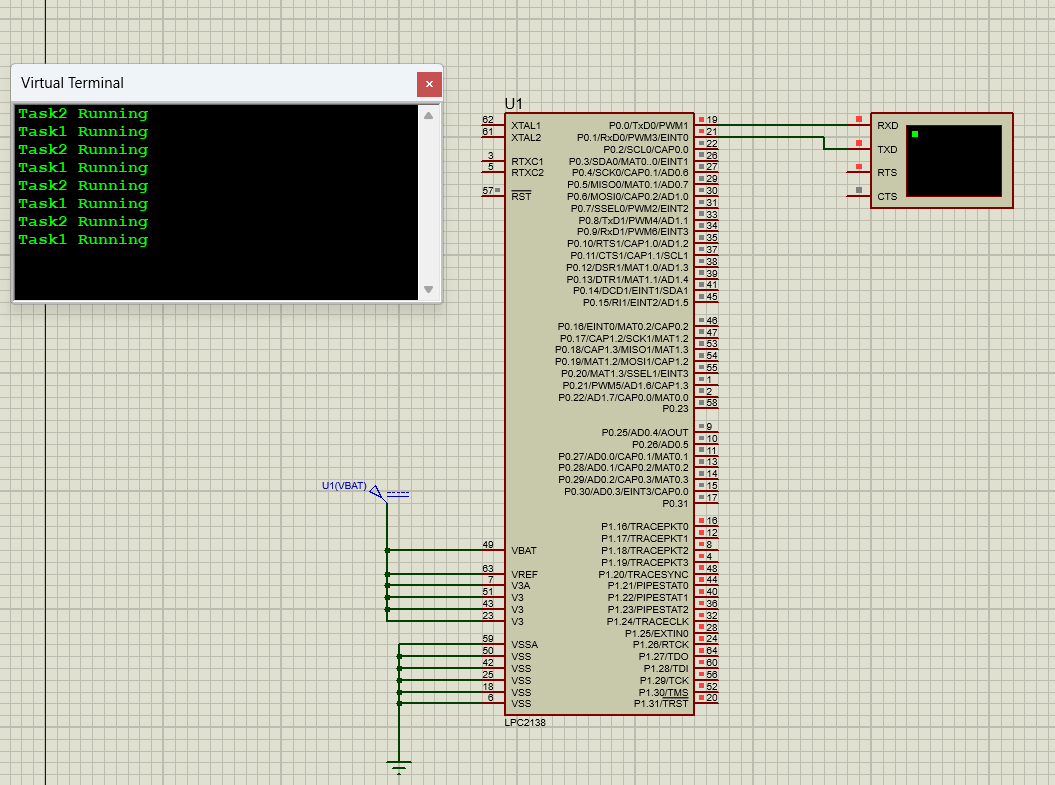 Virtual Terminal
Task2 Running
Task1 Running
Task2 Running
Task1 Running
Task2 Running
Task1 Running
Task2 Running
Task1 Running
U1
62 XTAL1 P0.0/TxD0/PWM1 19
61 XTAL2 P0.1/RxD0/PWM3/EINT0 21
P0.2/SCL0/CAP0.0 22
3 RTXC1 P0.3/SDA0/MAT0..0/EINT1 26
5 RTXC2 P0.4/SCK0/CAP0.1/AD0.6 27
P0.5/MISO0/MAT0.1/AD0.7 29
57 RST P0.6/MOSI0/CAP0.2/AD1.0 30
P0.7/SSEL0/PWM2/EINT2 31
P0.8/TxD1/PWM4/AD1.1 33
P0.9/RxD1/PWM6/EINT3 34
P0.10/RTS1/CAP1.0/AD1.2 35
P0.11/CTS1/CAP1.1/SCL1 37
P0.12/DSR1/MAT1.0/AD1.3 38
P0.13/DTR1/MAT1.1/AD1.4 39
P0.14/DCD1/EINT1/SDA1 41
P0.15/RI1/EINT2/AD1.5 45
P0.16/EINT0/MAT0.2/CAP0.2 46
P0.17/CAP1.2/SCK1/MAT1.2 47
P0.18/CAP1.3/MISO1/MAT1.3 53
P0.19/MAT1.2/MOSI1/CAP1.2 54
P0.20/MAT1.3/SSEL1/EINT3 55
P0.21/PWM5/AD1.6/CAP1.3 1
P0.22/AD1.7/CAP0.0/MAT0.0 2
P0.23 58
P0.25/AD0.4/AOUT 9
P0.26/AD0.5 10
P0.27/AD0.0/CAP0.1/MAT0.1 11
P0.28/AD0.1/CAP0.2/MAT0.2 13
P0.29/AD0.2/CAP0.3/MAT0.3 14
P0.30/AD0.3/EINT3/CAP0.0 15
P0.31 17
P1.16/TRACEPKT0 16
P1.17/TRACEPKT1 12
49 VBAT P1.18/TRACEPKT2 8
P1.19/TRACEPKT3 4
63 VREF P1.20/TRACESYNC 48
7 V3A P1.21/PIPESTAT0 44
51 V3 P1.22/PIPESTAT1 40
43 V3 P1.23/PIPESTAT2 36
23 V3 P1.24/TRACECLK 32
P1.25/EXTIN0 28
59 VSSA P1.26/RTCK 24
50 VSS P1.27/TDO 64
42 VSS P1.28/TDI 60
25 VSS P1.29/TCK 56
18 VSS P1.30/TMS 52
6 VSS P1.31/TRST 20
LPC2138
U1(VBAT)
RXD
TXD
RTS
CTS